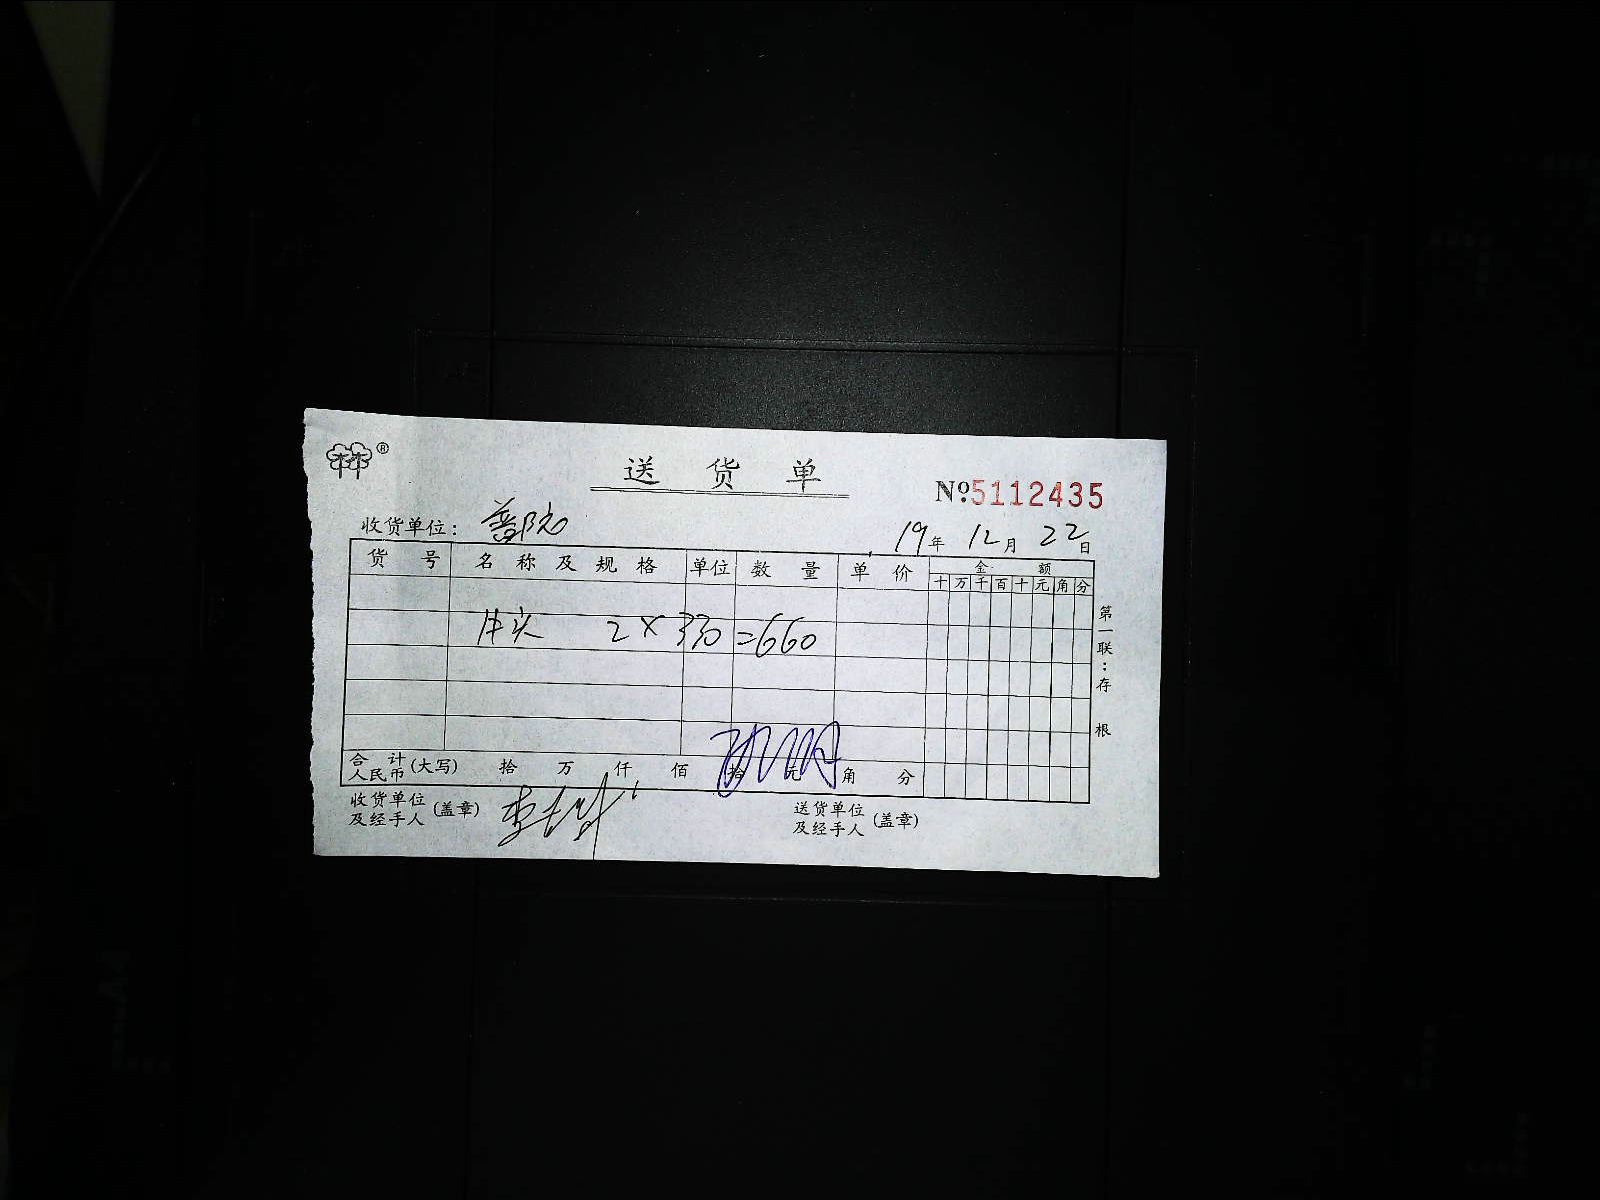 林®
送 货 单
№5112435
收货单位: 普陀
19年 12月 22日
货 号 名 称 及 规 格 单位 数 量 单 价 金 额
十 万 千 百 十 元 角 分
2×330=660
第一联:存根
合 计 人民币 (大写) 拾 万 仟 佰 拾 元 角 分
收货单位 及经手人 (盖章)
送货单位 及经手人 (盖章)